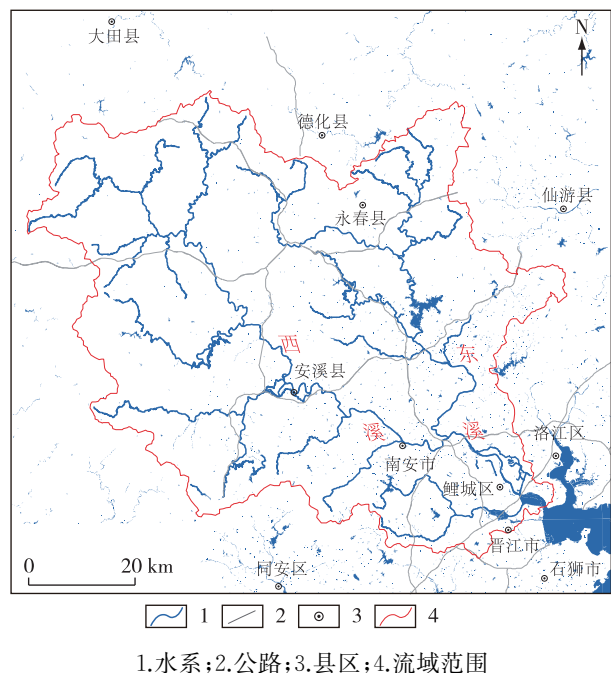 大田县
N
德化县
仙游县
永春县
西
东
安溪县
溪
溪
洛江区
南安市
鲤城区
晋江市
0 20 km
同安区
石狮市
1 2 3 4
1.水系;2.公路;3.县区;4.流域范围